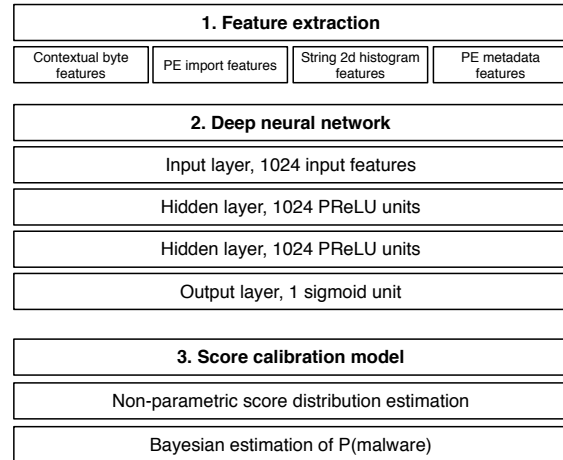 1. Feature extraction
Contextual byte
features
PE import features
String 2d histogram
features
PE metadata
features
2. Deep neural network
Input layer, 1024 input features
Hidden layer, 1024 PReLU units
Hidden layer, 1024 PReLU units
Output layer, 1 sigmoid unit
3. Score calibration model
Non-parametric score distribution estimation
Bayesian estimation of P(malware)